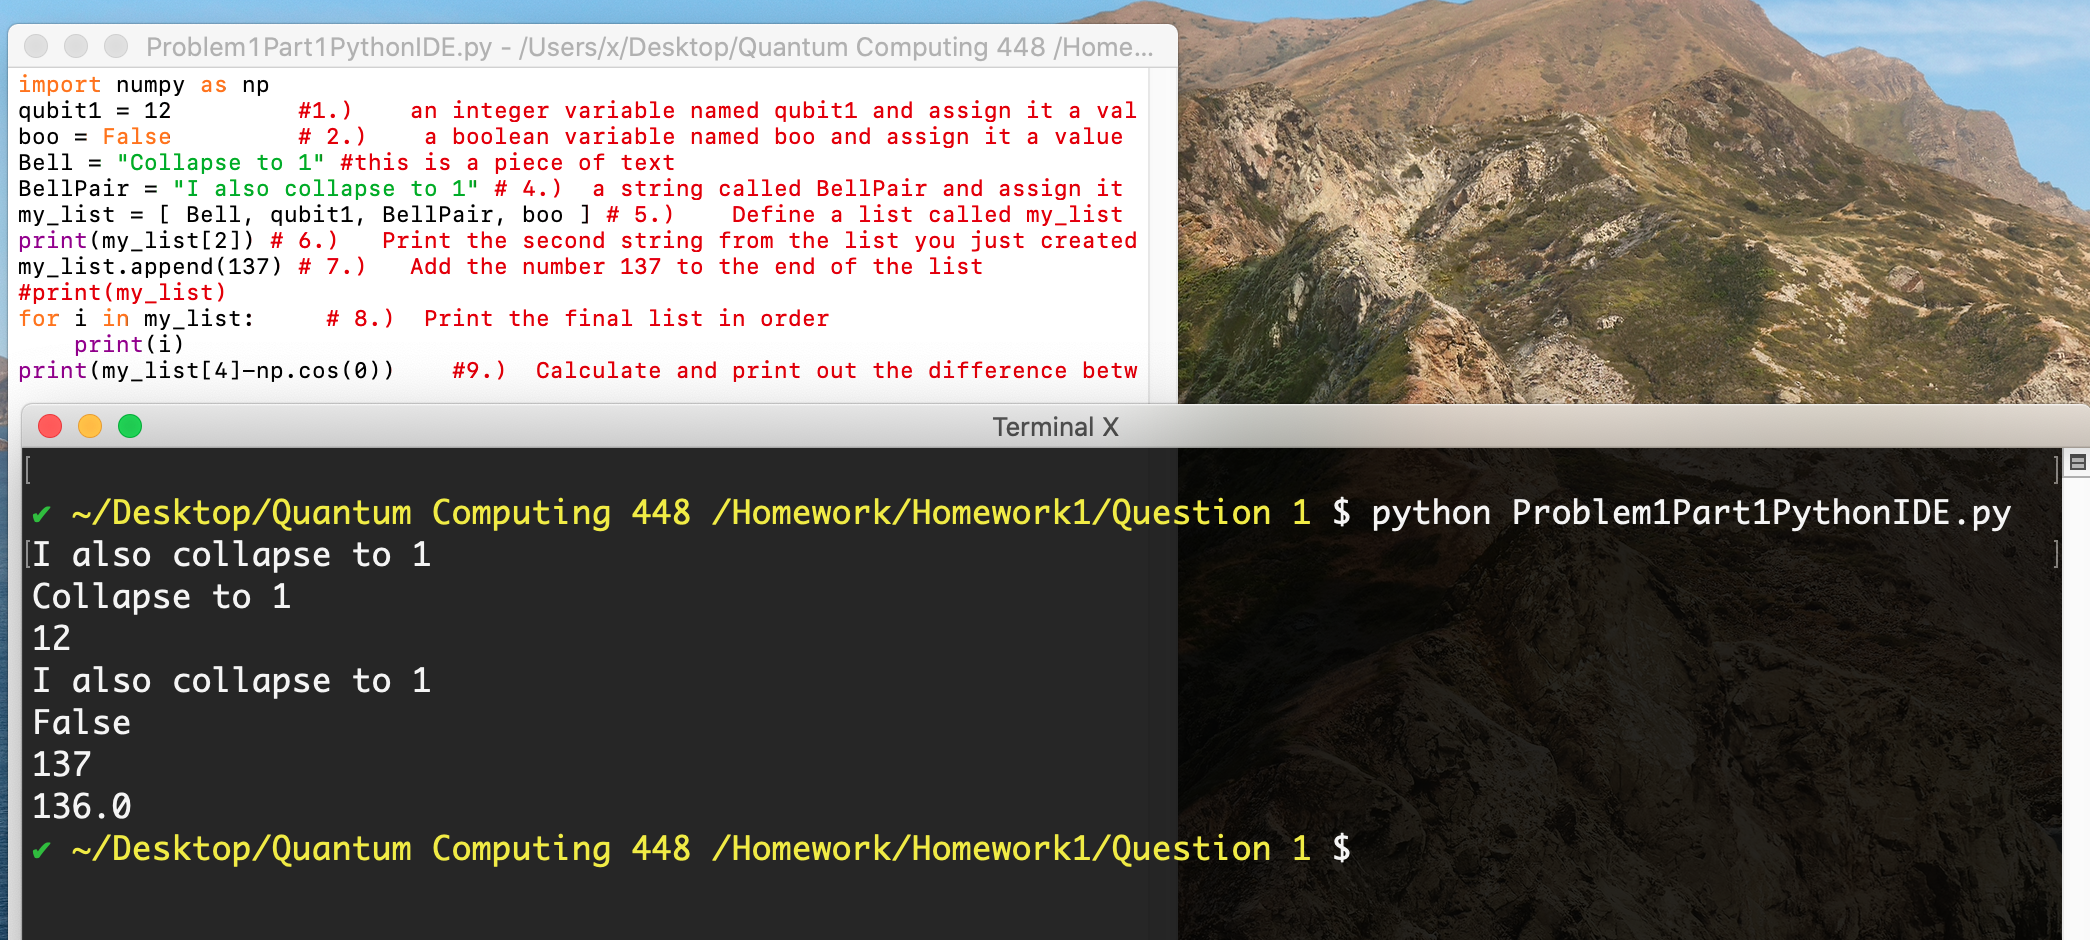 Problem1Part1PythonIDE.py - /Users/x/Desktop/Quantum Computing 448 /Home...
import numpy as np
qubit1 = 12         #1.)    an integer variable named qubit1 and assign it a val
boo = False         # 2.)    a boolean variable named boo and assign it a value
Bell = "Collapse to 1" #this is a piece of text
BellPair = "I also collapse to 1" # 4.)  a string called BellPair and assign it
my_list = [ Bell, qubit1, BellPair, boo ] # 5.)    Define a list called my_list
print(my_list[2]) # 6.)   Print the second string from the list you just created
my_list.append(137) # 7.)   Add the number 137 to the end of the list
#print(my_list)
for i in my_list:     # 8.)  Print the final list in order
    print(i)
print(my_list[4]-np.cos(0))    #9.)  Calculate and print out the difference betw
Terminal X
✔ ~/Desktop/Quantum Computing 448 /Homework/Homework1/Question 1 $ python Problem1Part1PythonIDE.py
I also collapse to 1
Collapse to 1
12
I also collapse to 1
False
137
136.0
✔ ~/Desktop/Quantum Computing 448 /Homework/Homework1/Question 1 $